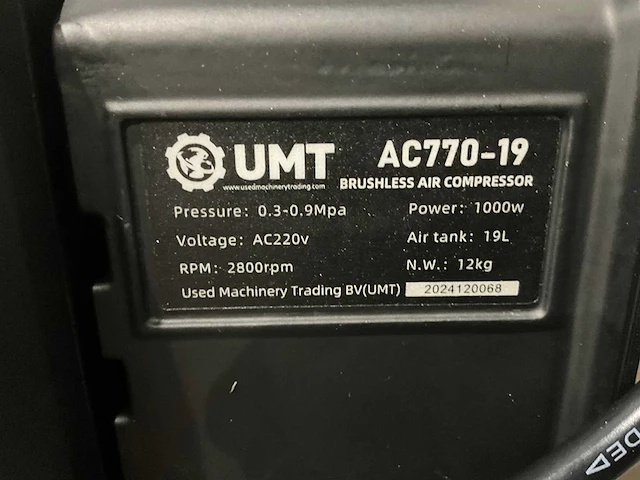 UMT
www.usedmachinerytrading.com
AC770-19
BRUSHLESS AIR COMPRESSOR
Pressure: 0.3-0.9Mpa
Power: 1000w
Voltage: AC220v
Air tank: 19L
RPM: 2800rpm
N.W.: 12kg
Used Machinery Trading BV(UMT) 2024120068